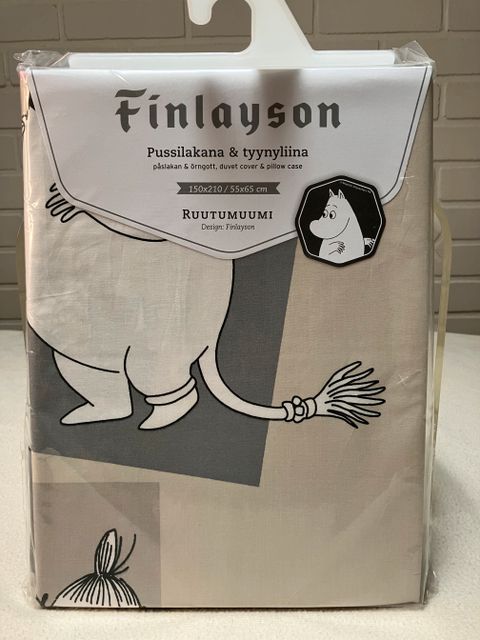 Finlayson
Pussilakana & tyynyliina
påslakan & örngott, duvet cover & pillow case
150x210 / 55x65 cm
RUUTUMUUMI
Design: Finlayson